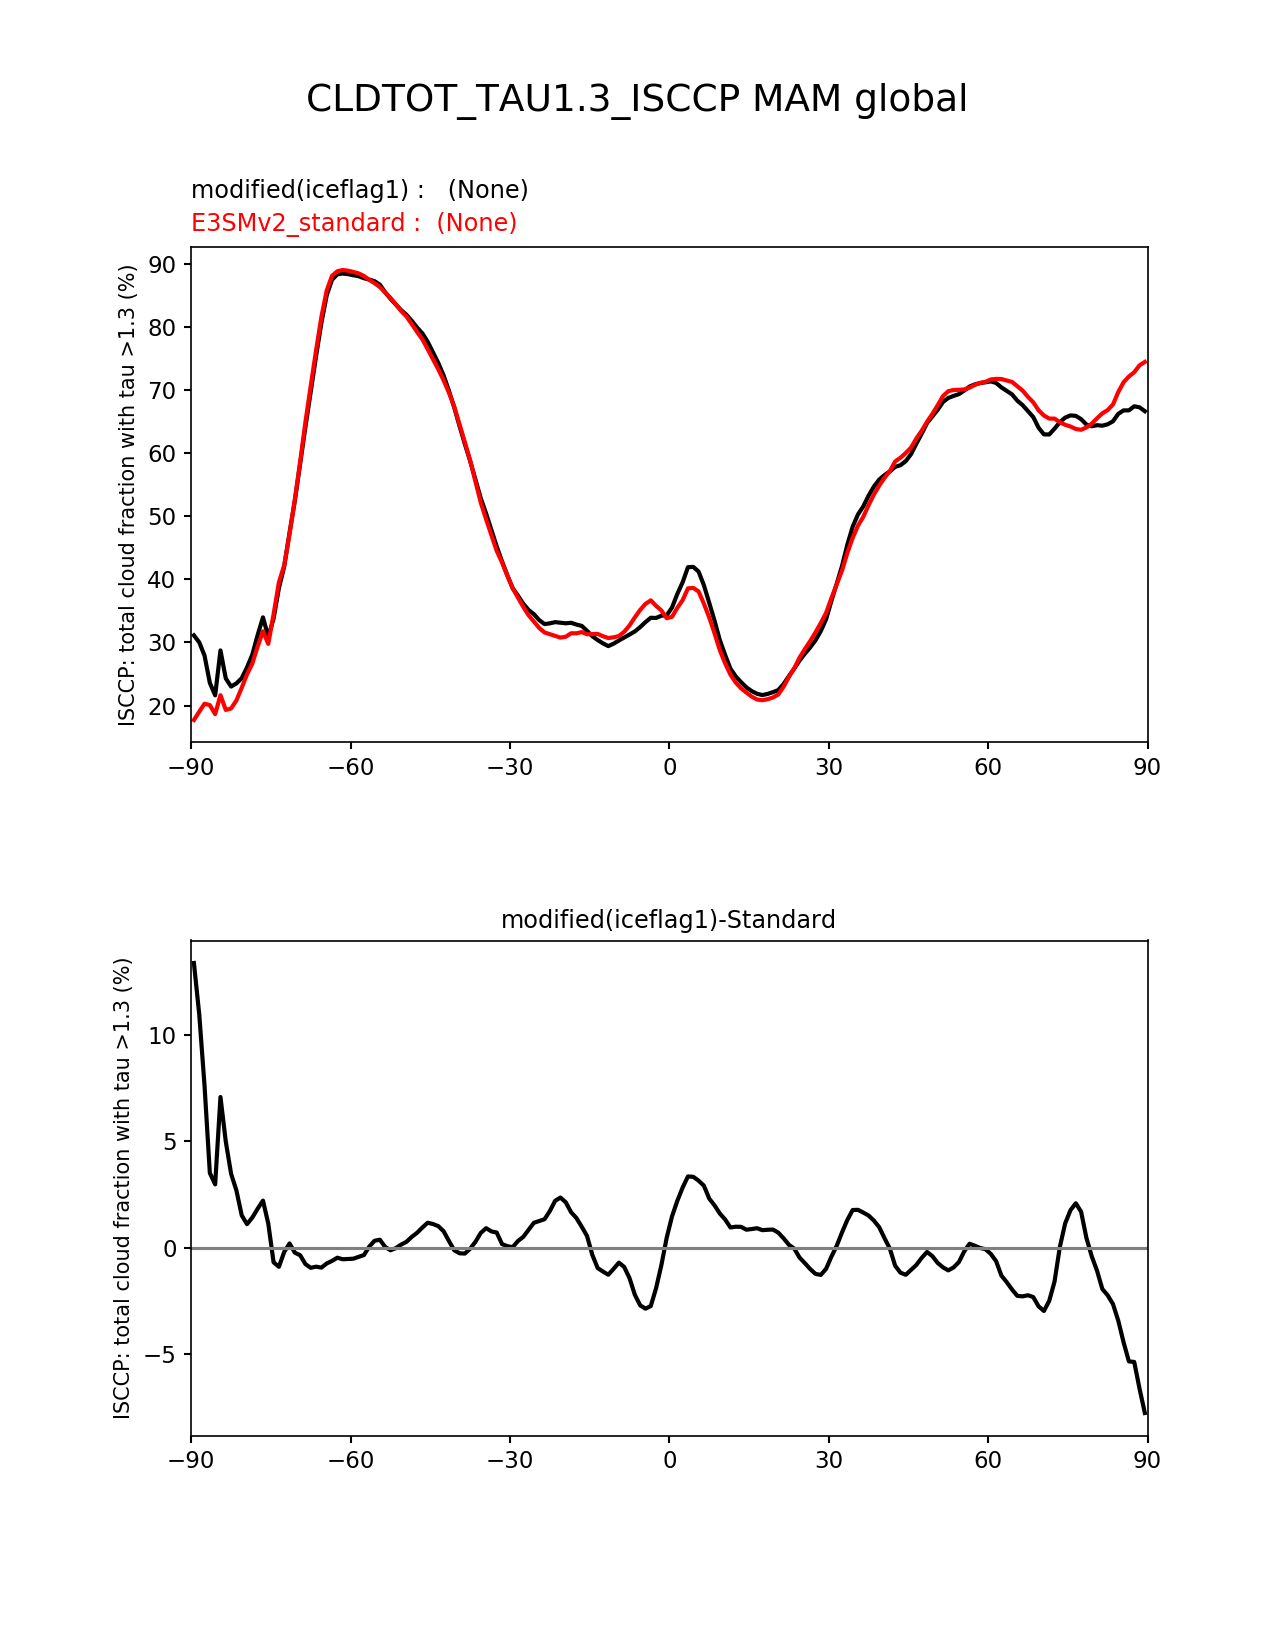 CLDTOT_TAU1.3_ISCCP MAM global
modified(iceflag1) :   (None)
E3SMv2_standard :  (None)
ISCCP: total cloud fraction with tau >1.3 (%)
90
80
70
60
50
40
30
20
−90 −60 −30 0 30 60 90
modified(iceflag1)-Standard
ISCCP: total cloud fraction with tau >1.3 (%)
10
5
0
−5
−90 −60 −30 0 30 60 90